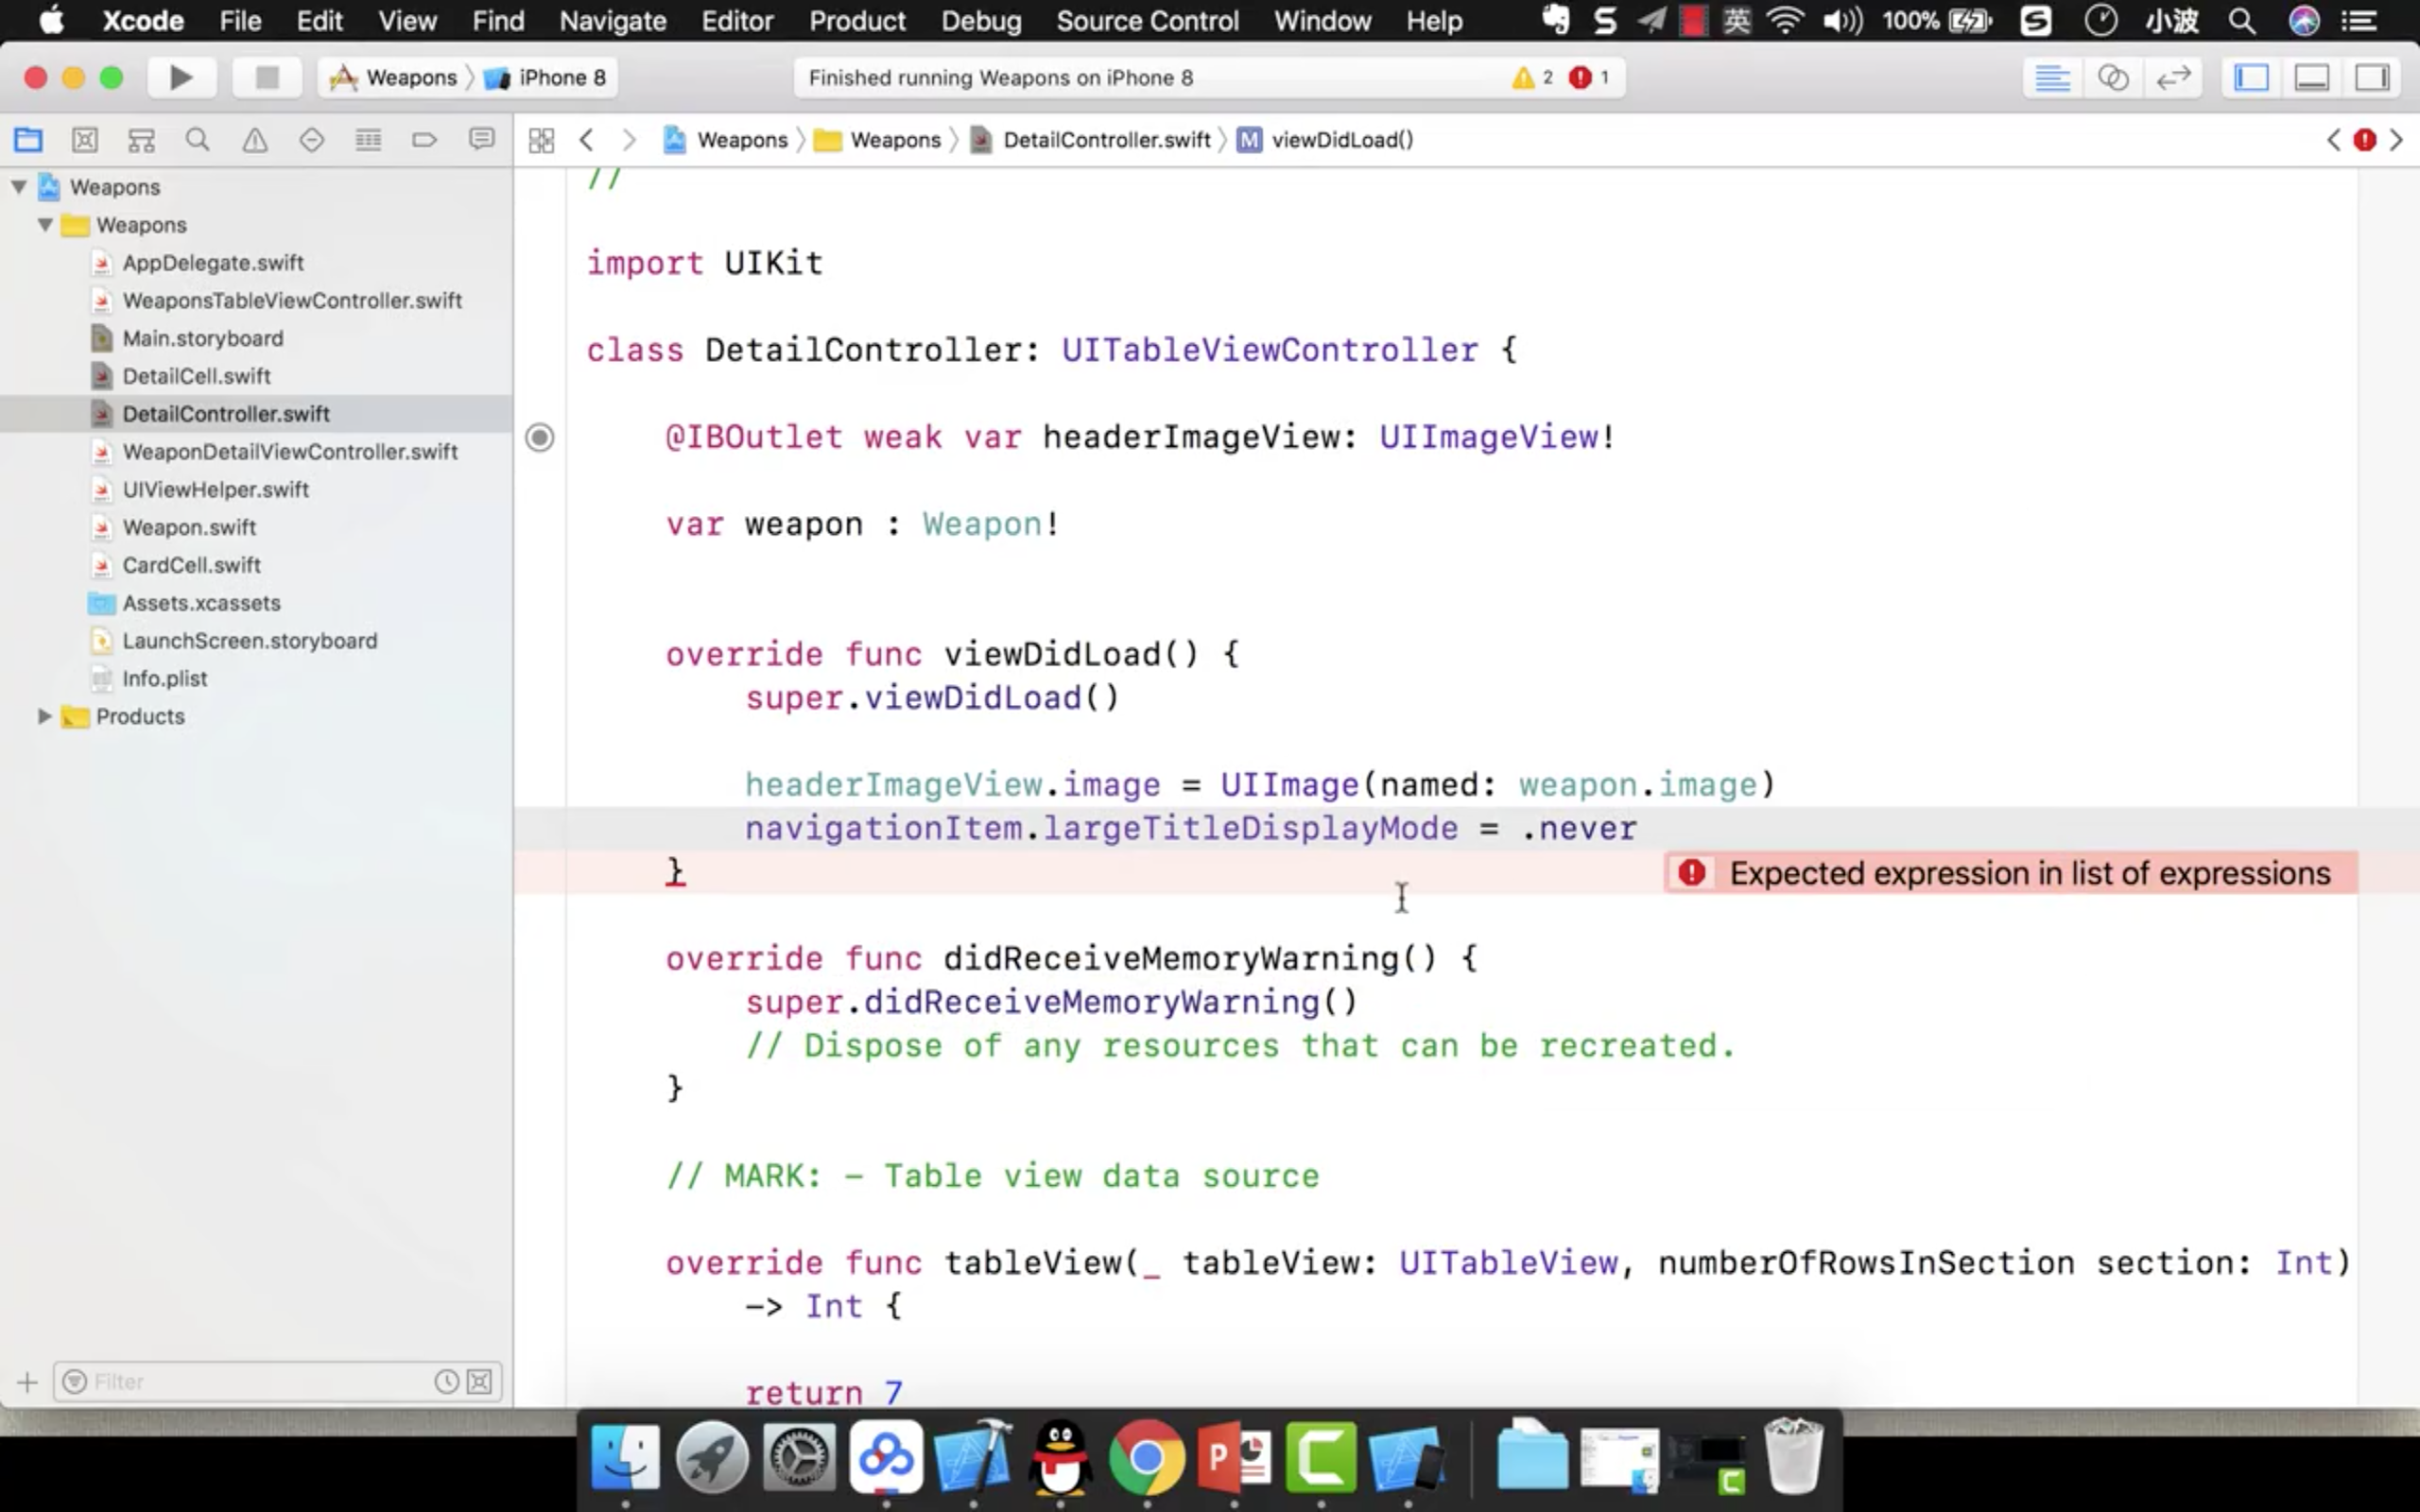 Xcode File Edit View Find Navigate Editor Product Debug Source Control Window Help 英 100% 小波
Weapons iPhone 8
Finished running Weapons on iPhone 8 2 1
Weapons Weapons DetailController.swift M viewDidLoad()
Weapons
Weapons
AppDelegate.swift
WeaponsTableViewController.swift
Main.storyboard
DetailCell.swift
DetailController.swift
WeaponDetailViewController.swift
UIViewHelper.swift
Weapon.swift
CardCell.swift
Assets.xcassets
LaunchScreen.storyboard
Info.plist
Products
Filter
//
import UIKit
class DetailController: UITableViewController {
@IBOutlet weak var headerImageView: UIImageView!
var weapon : Weapon!
override func viewDidLoad() {
super.viewDidLoad()
headerImageView.image = UIImage(named: weapon.image)
navigationItem.largeTitleDisplayMode = .never
}
Expected expression in list of expressions
override func didReceiveMemoryWarning() {
super.didReceiveMemoryWarning()
// Dispose of any resources that can be recreated.
}
// MARK: - Table view data source
override func tableView(_ tableView: UITableView, numberOfRowsInSection section: Int)
-> Int {
return 7